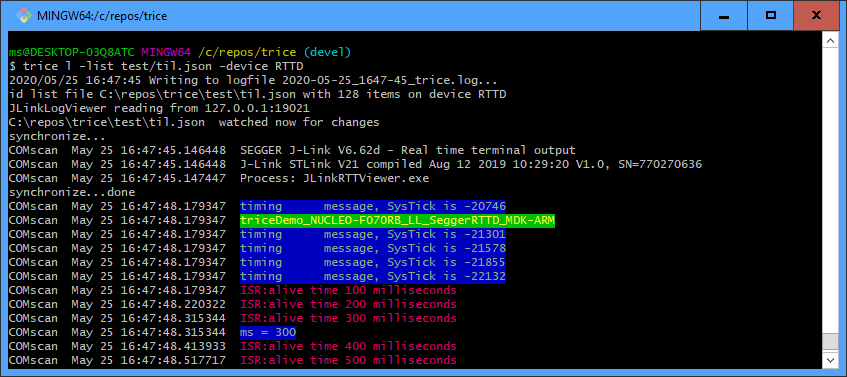 MINGW64:/c/repos/trice
ms@DESKTOP-O3Q8ATC MINGW64 /c/repos/trice (devel)
$ trice l -list test/til.json -device RTTD
2020/05/25 16:47:45 Writing to logfile 2020-05-25_1647-45_trice.log...
id list file C:\repos\trice\test\til.json with 128 items on device RTTD
JLinkLogViewer reading from 127.0.0.1:19021
C:\repos\trice\test\til.json  watched now for changes
synchronize...
COMscan  May 25 16:47:45.146448  SEGGER J-Link V6.62d - Real time terminal output
COMscan  May 25 16:47:45.146448  J-Link STLink V21 compiled Aug 12 2019 10:29:20 V1.0, SN=770270636
COMscan  May 25 16:47:45.147447  Process: JLinkRTTViewer.exe
synchronize...done
COMscan  May 25 16:47:48.179347  timing      message, SysTick is -20746
COMscan  May 25 16:47:48.179347  triceDemo_NUCLEO-F070RB_LL_SeggerRTTD_MDK-ARM
COMscan  May 25 16:47:48.179347  timing      message, SysTick is -21301
COMscan  May 25 16:47:48.179347  timing      message, SysTick is -21578
COMscan  May 25 16:47:48.179347  timing      message, SysTick is -21855
COMscan  May 25 16:47:48.179347  timing      message, SysTick is -22132
COMscan  May 25 16:47:48.179347  ISR:alive time 100 milliseconds
COMscan  May 25 16:47:48.220322  ISR:alive time 200 milliseconds
COMscan  May 25 16:47:48.315344  ISR:alive time 300 milliseconds
COMscan  May 25 16:47:48.315344  ms = 300
COMscan  May 25 16:47:48.413933  ISR:alive time 400 milliseconds
COMscan  May 25 16:47:48.517717  ISR:alive time 500 milliseconds